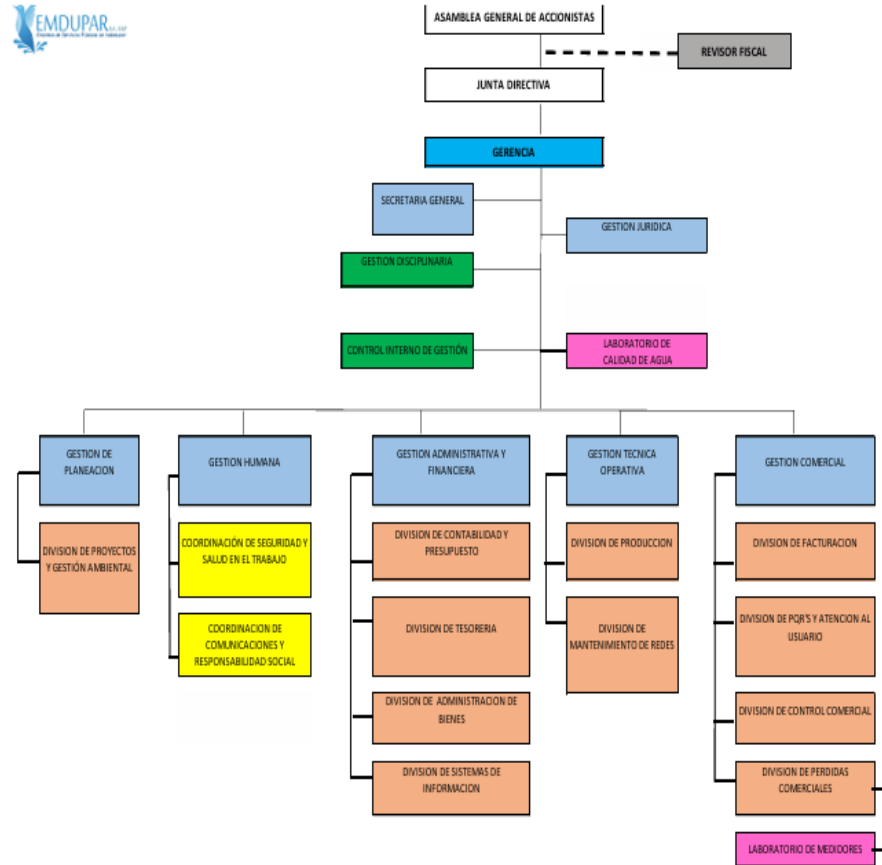 EMDUPAR S.A. E.S.P
ASAMBLEA GENERAL DE ACCIONISTAS
REVISOR FISCAL
JUNTA DIRECTIVA
GERENCIA
SECRETARIA GENERAL
GESTION JURIDICA
GESTION DISCIPLINARIA
CONTROL INTERNO DE GESTIÓN
LABORATORIO DE
CALIDAD DE AGUA
GESTION DE
PLANEACION
GESTION HUMANA
GESTION ADMINISTRATIVA Y
FINANCIERA
GESTION TECNICA
OPERATIVA
GESTION COMERCIAL
DIVISION DE PROYECTOS
Y GESTIÓN AMBIENTAL
COORDINACIÓN DE SEGURIDAD Y
SALUD EN EL TRABAJO
DIVISION DE CONTABILIDAD Y
PRESUPUESTO
DIVISION DE PRODUCCION
DIVISION DE FACTURACION
COORDINACION DE
COMUNICACIONES Y
RESPONSABILIDAD SOCIAL
DIVISION DE TESORERIA
DIVISION DE
MANTENIMIENTO DE REDES
DIVISION DE PQR'S Y ATENCION AL
USUARIO
DIVISION DE ADMINISTRACION DE
BIENES
DIVISION DE CONTROL COMERCIAL
DIVISION DE SISTEMAS DE
INFORMACION
DIVISION DE PERDIDAS
COMERCIALES
LABORATORIO DE MEDIDORES